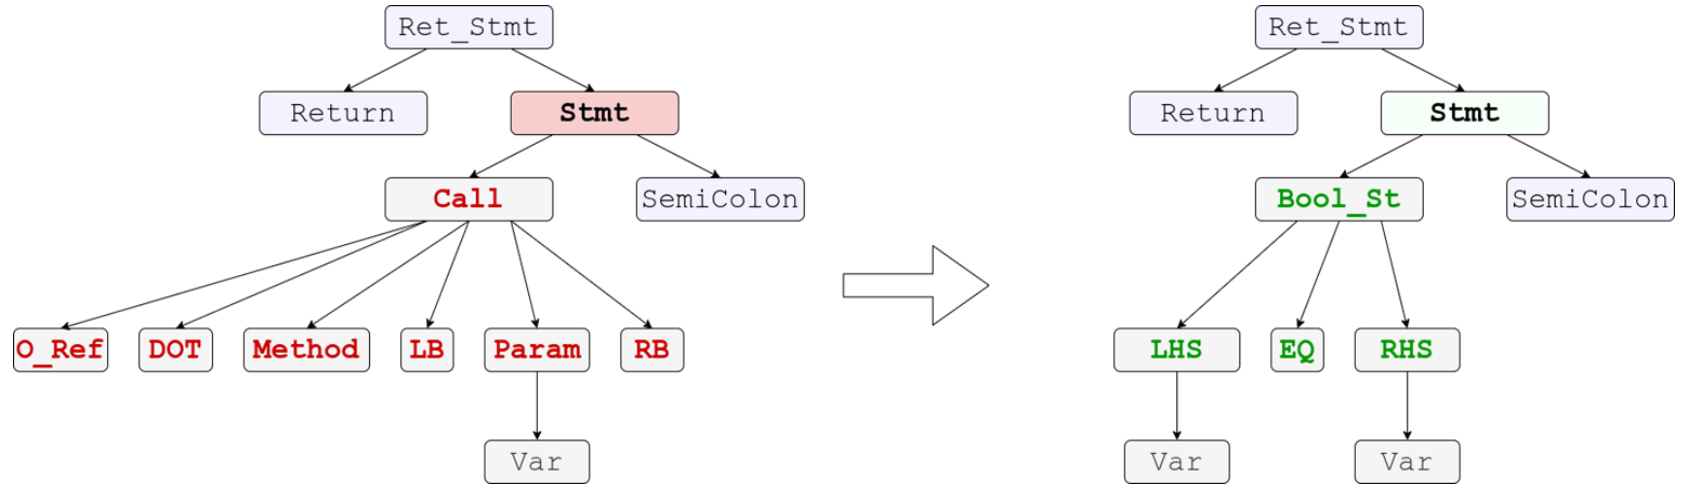 Ret_Stmt
Return
Stmt
Call
SemiColon
O_Ref
DOT
Method
LB
Param
RB
Var
Ret_Stmt
Return
Stmt
Bool_St
SemiColon
LHS
EQ
RHS
Var
Var